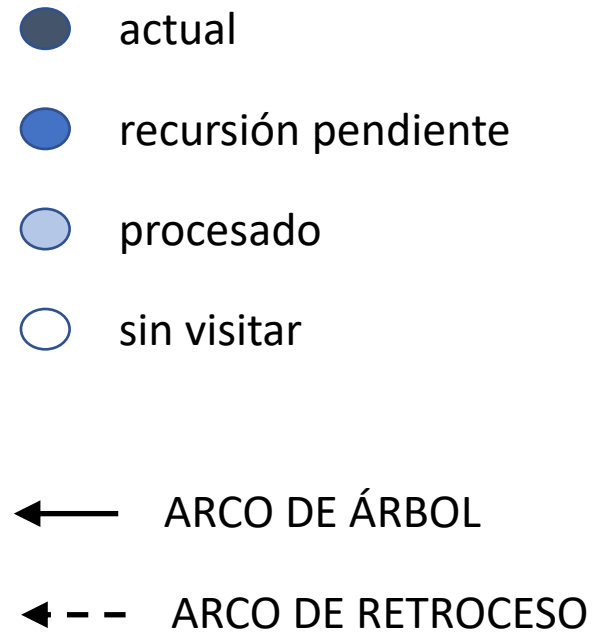 actual
recursión pendiente
procesado
sin visitar
ARCO DE ÁRBOL
ARCO DE RETROCESO